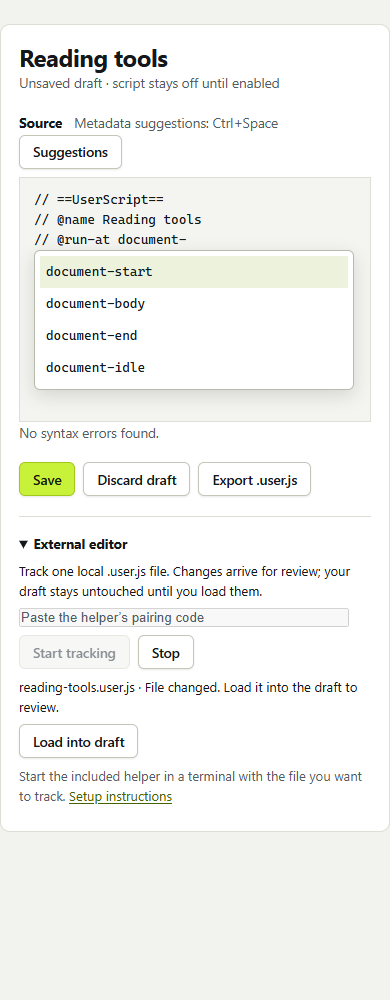 Reading tools
Unsaved draft · script stays off until enabled
Source Metadata suggestions: Ctrl+Space
Suggestions
// ==UserScript==
// @name Reading tools
// @run-at document-
document-start
document-body
document-end
document-idle
No syntax errors found.
Save Discard draft Export .user.js
▼ External editor
Track one local .user.js file. Changes arrive for review; your
draft stays untouched until you load them.
Paste the helper's pairing code
Start tracking Stop
reading-tools.user.js · File changed. Load it into the draft to
review.
Load into draft
Start the included helper in a terminal with the file you want
to track. Setup instructions